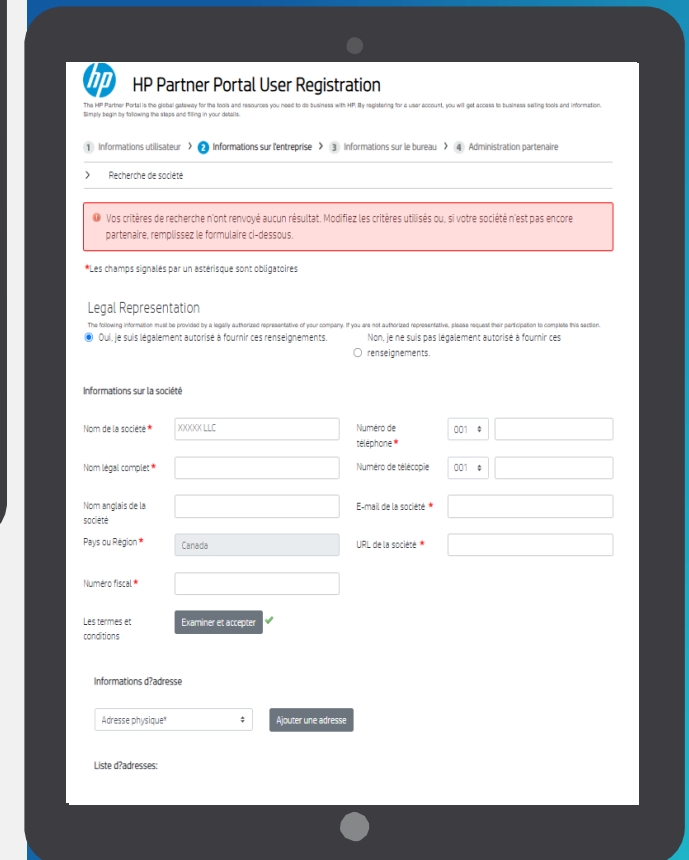 hp
HP Partner Portal User Registration
The HP Partner Portal is the global gateway for the tools and resources you need to do business with HP. By registering for a user account, you will get access to business selling tools and information.
Simply begin by following the steps and filling in your details.
1 Informations utilisateur > 2 Informations sur l'entreprise > 3 Informations sur le bureau > 4 Administration partenaire
> Recherche de société
Vos critères de recherche n'ont renvoyé aucun résultat. Modifiez les critères utilisés ou, si votre société n'est pas encore
partenaire, remplissez le formulaire ci-dessous.
*Les champs signalés par un astérisque sont obligatoires
Legal Representation
The following information must be provided by a legally authorized representative of your company. If you are not authorized representative, please request their participation to complete this section.
Oui, je suis légalement autorisé à fournir ces renseignements.
Non, je ne suis pas légalement autorisé à fournir ces
renseignements.
Informations sur la société
Nom de la société * XXXXX LLC
Numéro de
téléphone * 001
Nom légal complet *
Numéro de télécopie 001
Nom anglais de la
société
E-mail de la société *
Pays ou Région * Canada
URL de la société *
Numéro fiscal *
Les termes et
conditions
Examiner et accepter
Informations d?adresse
Adresse physique*
Ajouter une adresse
Liste d?adresses: